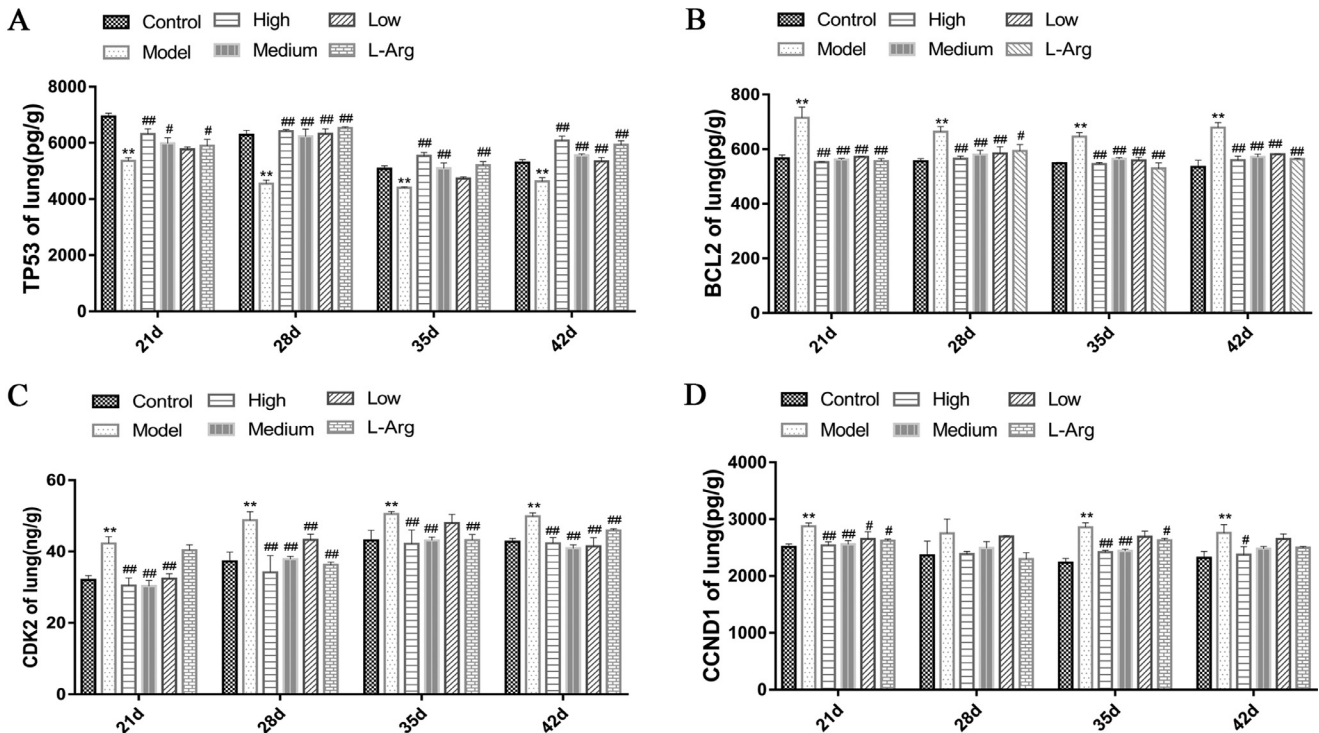 A
Control High Low
Model Medium L-Arg
TP53 of lung(pg/g)
8000
6000
4000
2000
0
** ## # #
** ## ## ## ##
** ## ## ##
** ## ## ## ##
21d 28d 35d 42d
B
Control High Low
Model Medium L-Arg
BCL2 of lung(pg/g)
800
600
400
200
0
** ## ## ## ##
** ## ## ## #
** ## ## ## ##
** ## ## ## ##
21d 28d 35d 42d
C
Control High Low
Model Medium L-Arg
CDK2 of lung(ng/g)
60
40
20
0
** ## ## ##
** ## ## ## ##
** ## ## ##
** ## ## ## ##
21d 28d 35d 42d
D
Control High Low
Model Medium L-Arg
CCND1 of lung(pg/g)
4000
3000
2000
1000
0
** ## ## # #
** ## ## #
** #
21d 28d 35d 42d